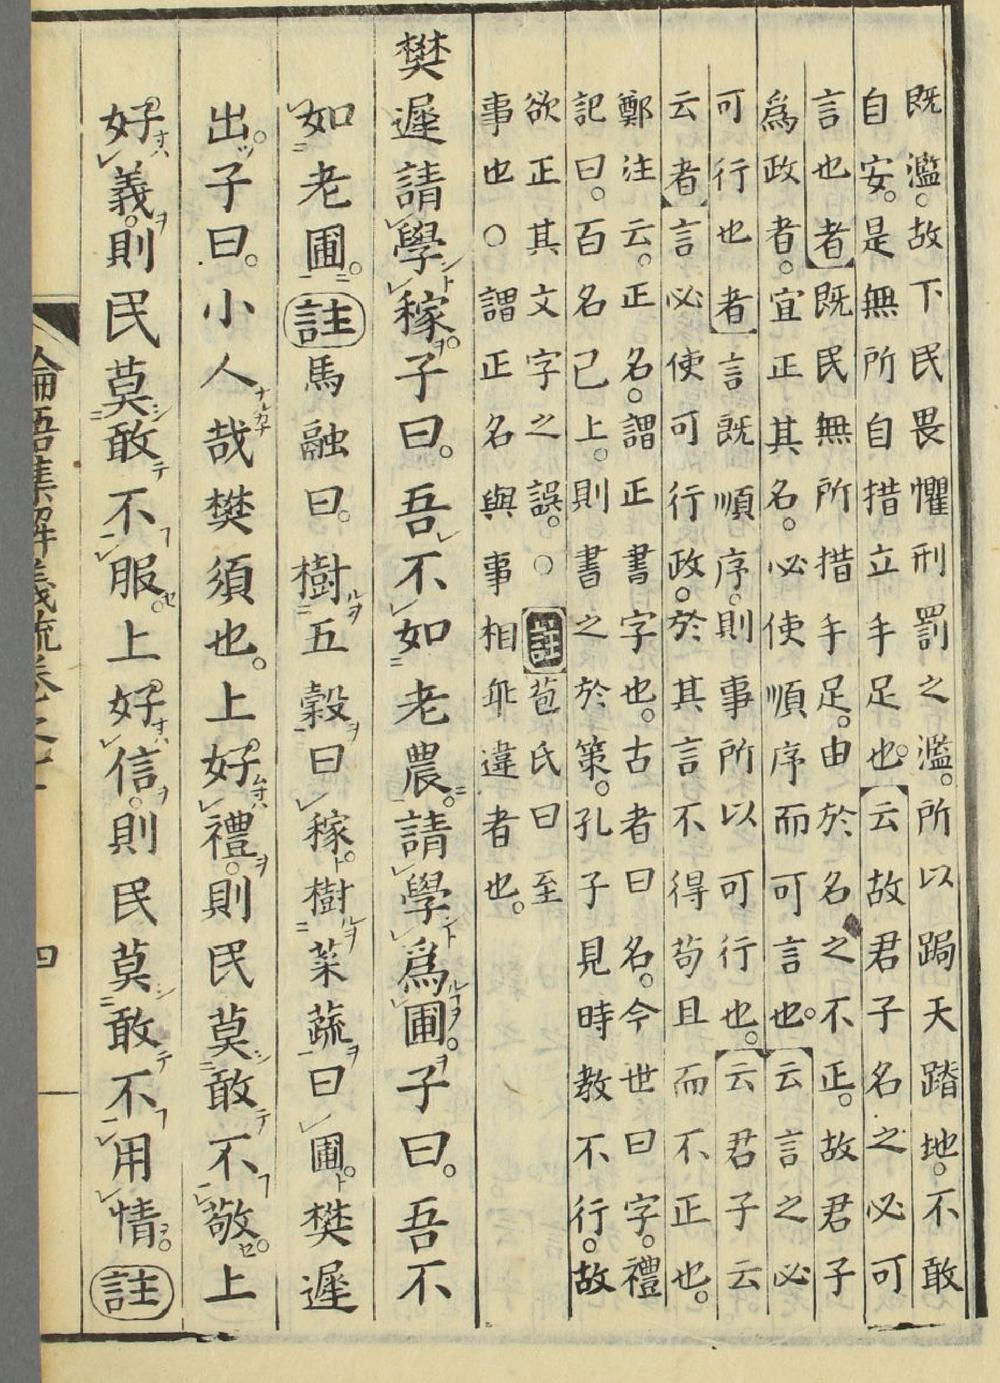 既濫。故下民畏懼刑罰之濫。所以跼天蹐地。不敢
自安。是無所自措立手足也。云故君子名之必可
言也者既民無所措手足。由於名之不正。故君子
爲政者。宜正其名。必使順序而可言也。云言之必
可行也者言既順序。則事所以可行也。云君子云
云者言必使可行政。於其言不得苟且而不正也。
鄭注云。正名。謂正書字也。古者曰名。今世曰字。禮
記曰。百名已上。則書之於策。孔子見時教不行。故
欲正其文字之誤。○註苞氏曰至
事也○謂正名與事相乖違者也。
樊遲請學稼。子曰。吾不如老農。請學爲圃。子曰。吾不
如老圃。註馬融曰。樹五穀曰稼。樹菜蔬曰圃。樊遲
出。子曰。小人哉樊須也。上好禮。則民莫敢不敬。上
好義。則民莫敢不服。上好信。則民莫敢不用情。註
論語集解義疏卷之七
四